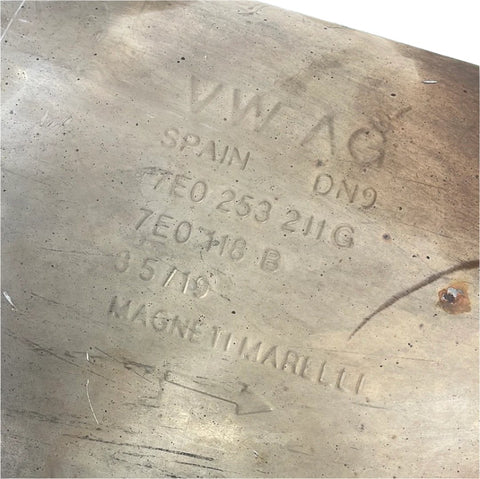 VW AG
SPAIN DN9
7E0 253 211G
7E0 118 B
35/19
MAGNETI MARELLI